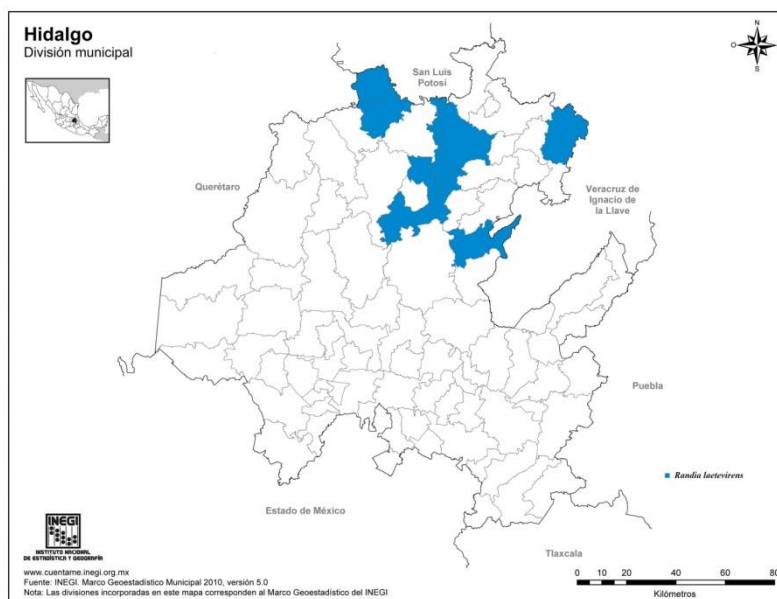 Hidalgo
División municipal
N
O
E
S
San Luis
Potosí
Querétaro
Veracruz de
Ignacio de
la Llave
Puebla
Randia laetevirens
Estado de México
Tlaxcala
INEGI
INSTITUTO NACIONAL
DE ESTADÍSTICA Y GEOGRAFÍA
www.cuentame.inegi.org.mx
Fuente: INEGI. Marco Geoestadístico Municipal 2010, versión 5.0
Nota: Las divisiones incorporadas en este mapa corresponden al Marco Geoestadístico del INEGI
0 10 20 40 60 80
Kilómetros